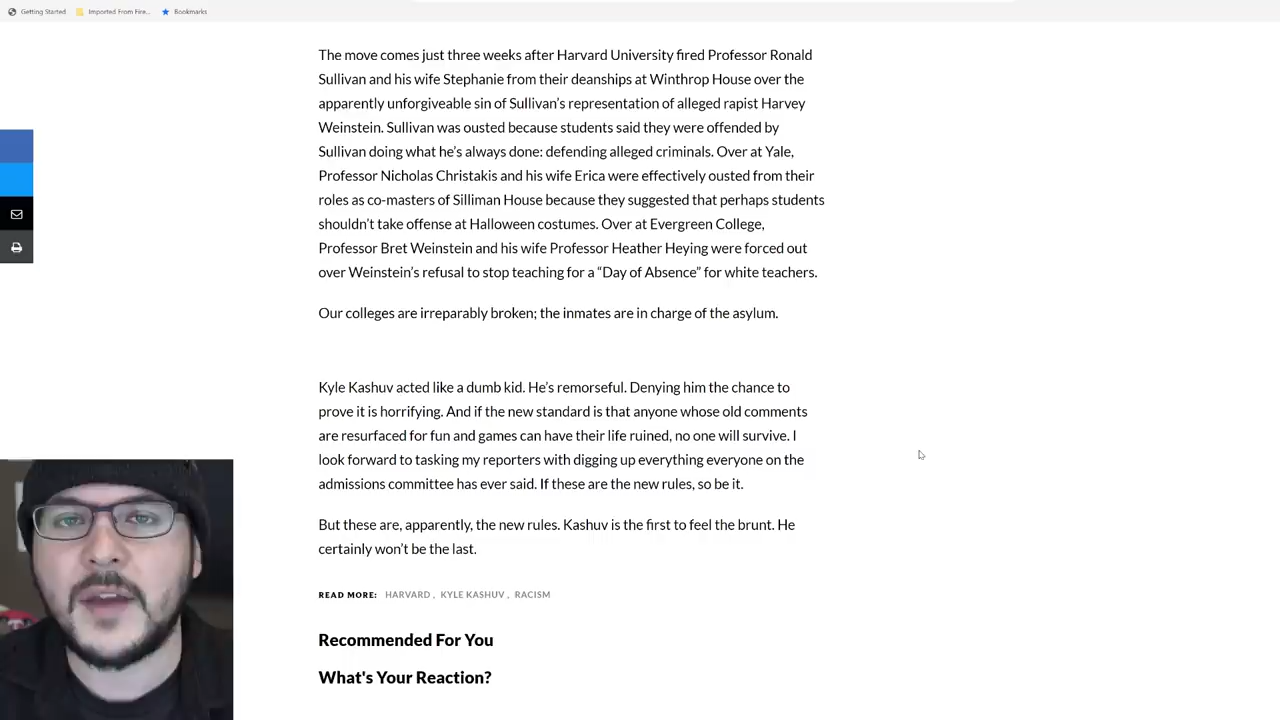 Getting Started
Imported From Fire...
Bookmarks
The move comes just three weeks after Harvard University fired Professor Ronald
Sullivan and his wife Stephanie from their deanships at Winthrop House over the
apparently unforgiveable sin of Sullivan’s representation of alleged rapist Harvey
Weinstein. Sullivan was ousted because students said they were offended by
Sullivan doing what he’s always done: defending alleged criminals. Over at Yale,
Professor Nicholas Christakis and his wife Erica were effectively ousted from their
roles as co-masters of Silliman House because they suggested that perhaps students
shouldn’t take offense at Halloween costumes. Over at Evergreen College,
Professor Bret Weinstein and his wife Professor Heather Heying were forced out
over Weinstein’s refusal to stop teaching for a “Day of Absence” for white teachers.
Our colleges are irreparably broken; the inmates are in charge of the asylum.
Kyle Kashuv acted like a dumb kid. He’s remorseful. Denying him the chance to
prove it is horrifying. And if the new standard is that anyone whose old comments
are resurfaced for fun and games can have their life ruined, no one will survive. I
look forward to tasking my reporters with digging up everything everyone on the
admissions committee has ever said. If these are the new rules, so be it.
But these are, apparently, the new rules. Kashuv is the first to feel the brunt. He
certainly won’t be the last.
READ MORE: HARVARD , KYLE KASHUV , RACISM
Recommended For You
What's Your Reaction?